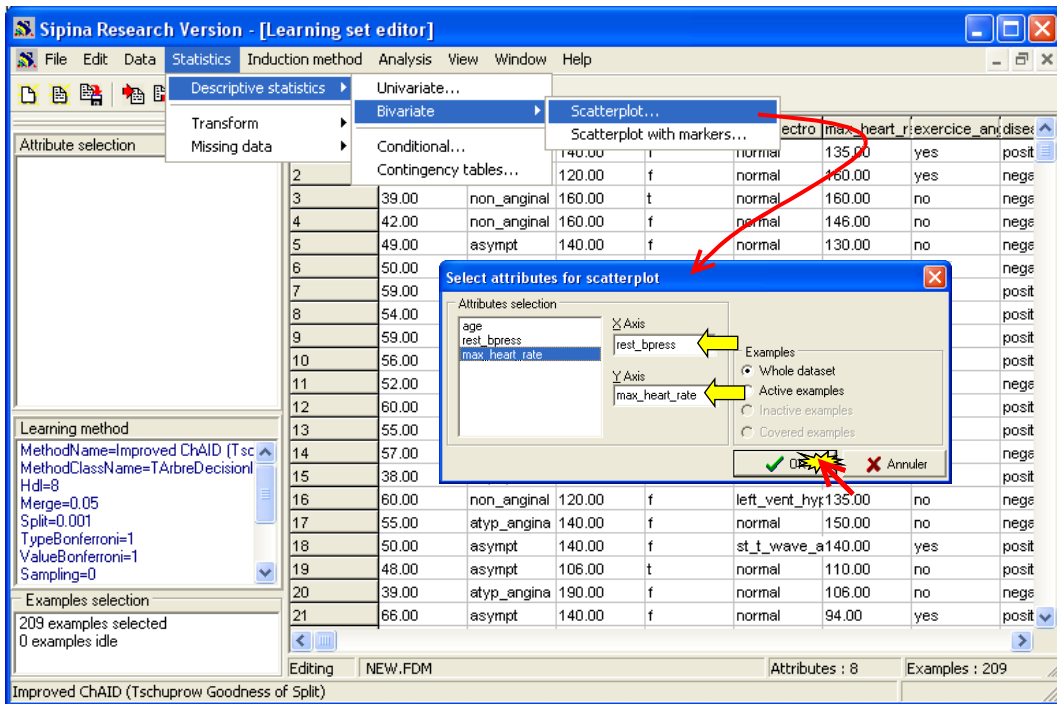 Sipina Research Version - [Learning set editor]
File Edit Data Statistics Induction method Analysis View Window Help
Descriptive statistics
Transform
Missing data
Univariate...
Bivariate
Conditional...
Contingency tables...
Scatterplot...
Scatterplot with markers...
Attribute selection
ectro max_heart_r exercice_ang disea
140.00 f normal 135.00 yes posit
2 120.00 f normal 160.00 yes nega
3 39.00 non_anginal 160.00 t normal 160.00 no nega
4 42.00 non_anginal 160.00 f normal 146.00 no nega
5 49.00 asympt 140.00 f normal 130.00 no nega
6 50.00 nega
7 59.00 posit
8 54.00 posit
9 59.00 posit
10 56.00 posit
11 52.00 nega
12 60.00 posit
13 55.00 posit
14 57.00 nega
15 38.00 posit
16 60.00 non_anginal 120.00 f left_vent_hyp 135.00 no nega
17 55.00 atyp_angina 140.00 f normal 150.00 no nega
18 50.00 asympt 140.00 f st_t_wave_a 140.00 yes posit
19 48.00 asympt 106.00 t normal 110.00 no posit
20 39.00 atyp_angina 190.00 f normal 106.00 no nega
21 66.00 asympt 140.00 f normal 94.00 yes posit
Select attributes for scatterplot
Attributes selection
age
rest_bpress
max_heart_rate
X Axis
rest_bpress
Y Axis
max_heart_rate
Examples
Whole dataset
Active examples
Inactive examples
Covered examples
Annuler
Learning method
MethodName=Improved ChAID (Tsc
MethodClassName=TArbreDecisionI
Hdl=8
Merge=0.05
Split=0.001
TypeBonferroni=1
ValueBonferroni=1
Sampling=0
Examples selection
209 examples selected
0 examples idle
Editing NEW.FDM Attributes : 8 Examples : 209
Improved ChAID (Tschuprow Goodness of Split)